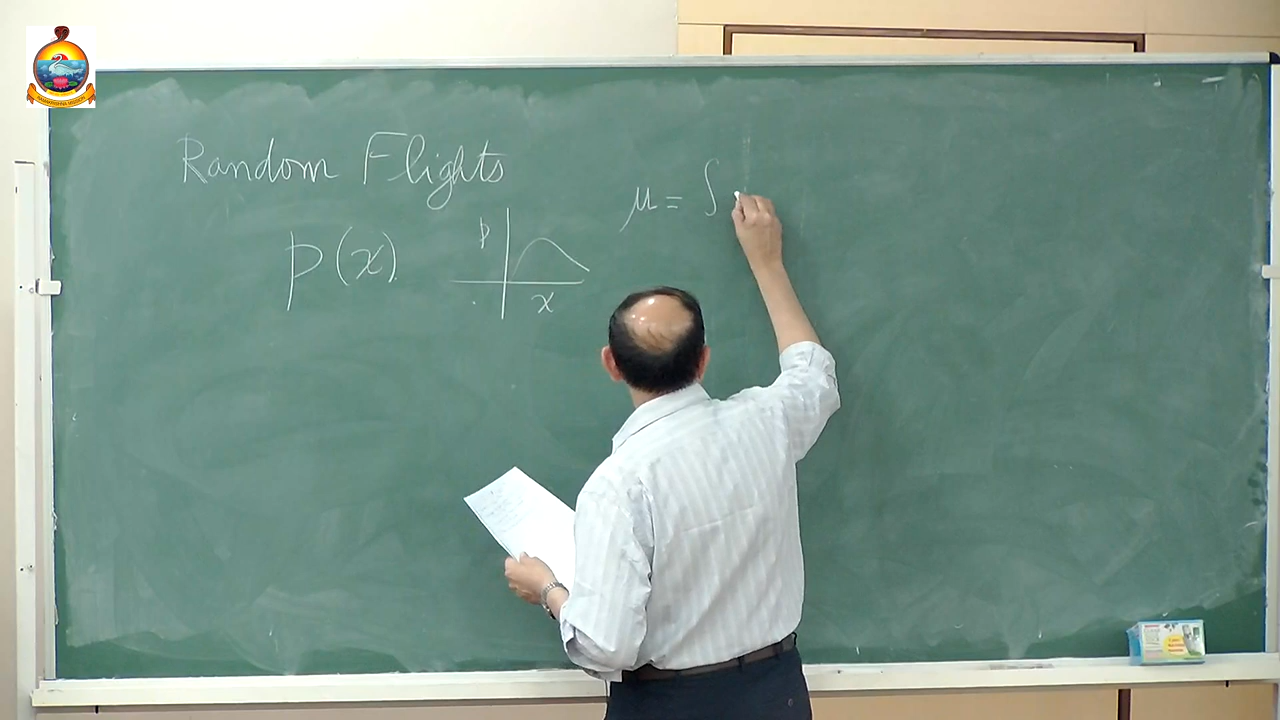 Random Flights
p(x)
p
x
μ = ∫